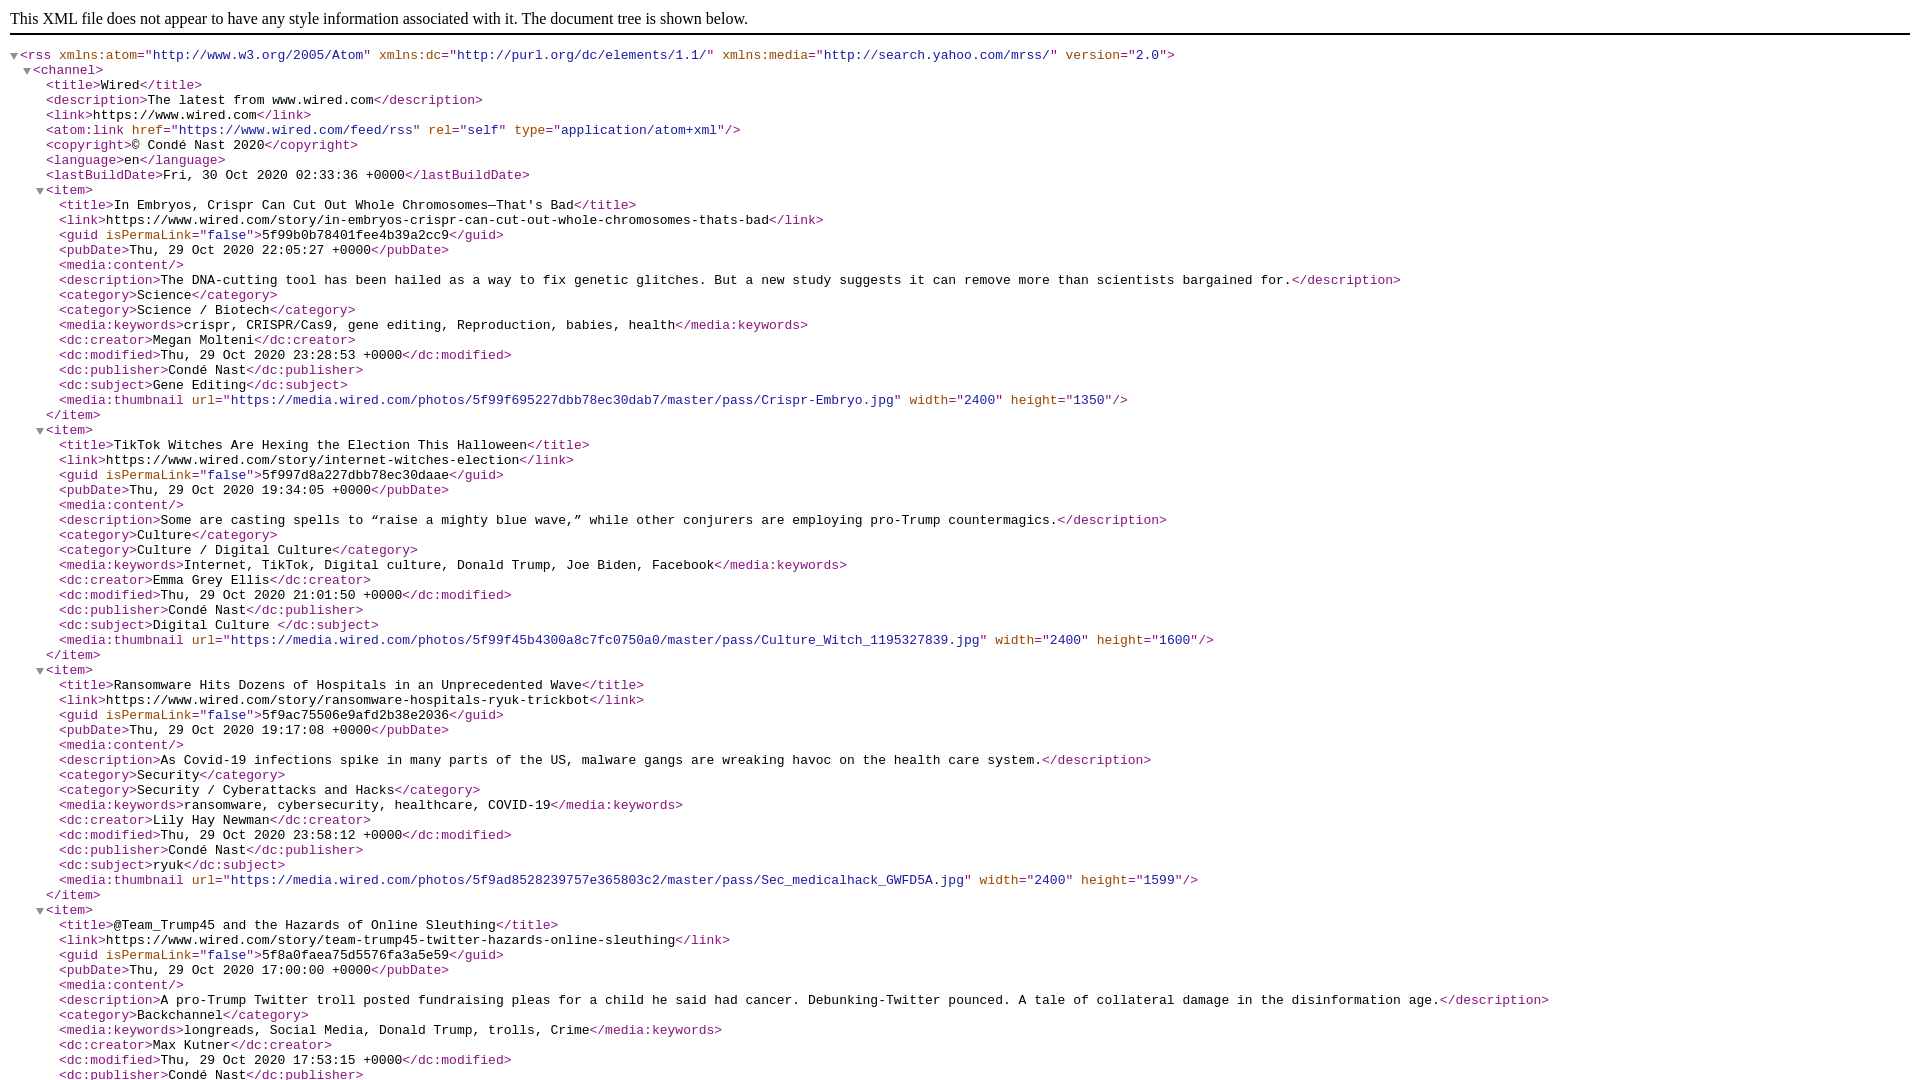 This XML file does not appear to have any style information associated with it. The document tree is shown below.
<rss xmlns:atom="http://www.w3.org/2005/Atom" xmlns:dc="http://purl.org/dc/elements/1.1/" xmlns:media="http://search.yahoo.com/mrss/" version="2.0">
<channel>
<title>Wired</title>
<description>The latest from www.wired.com</description>
<link>https://www.wired.com</link>
<atom:link href="https://www.wired.com/feed/rss" rel="self" type="application/atom+xml"/>
<copyright>© Condé Nast 2020</copyright>
<language>en</language>
<lastBuildDate>Fri, 30 Oct 2020 02:33:36 +0000</lastBuildDate>
<item>
<title>In Embryos, Crispr Can Cut Out Whole Chromosomes—That's Bad</title>
<link>https://www.wired.com/story/in-embryos-crispr-can-cut-out-whole-chromosomes-thats-bad</link>
<guid isPermaLink="false">5f99b0b78401fee4b39a2cc9</guid>
<pubDate>Thu, 29 Oct 2020 22:05:27 +0000</pubDate>
<media:content/>
<description>The DNA-cutting tool has been hailed as a way to fix genetic glitches. But a new study suggests it can remove more than scientists bargained for.</description>
<category>Science</category>
<category>Science / Biotech</category>
<media:keywords>crispr, CRISPR/Cas9, gene editing, Reproduction, babies, health</media:keywords>
<dc:creator>Megan Molteni</dc:creator>
<dc:modified>Thu, 29 Oct 2020 23:28:53 +0000</dc:modified>
<dc:publisher>Condé Nast</dc:publisher>
<dc:subject>Gene Editing</dc:subject>
<media:thumbnail url="https://media.wired.com/photos/5f99f695227dbb78ec30dab7/master/pass/Crispr-Embryo.jpg" width="2400" height="1350"/>
</item>
<item>
<title>TikTok Witches Are Hexing the Election This Halloween</title>
<link>https://www.wired.com/story/internet-witches-election</link>
<guid isPermaLink="false">5f997d8a227dbb78ec30daae</guid>
<pubDate>Thu, 29 Oct 2020 19:34:05 +0000</pubDate>
<media:content/>
<description>Some are casting spells to “raise a mighty blue wave,” while other conjurers are employing pro-Trump countermagics.</description>
<category>Culture</category>
<category>Culture / Digital Culture</category>
<media:keywords>Internet, TikTok, Digital culture, Donald Trump, Joe Biden, Facebook</media:keywords>
<dc:creator>Emma Grey Ellis</dc:creator>
<dc:modified>Thu, 29 Oct 2020 21:01:50 +0000</dc:modified>
<dc:publisher>Condé Nast</dc:publisher>
<dc:subject>Digital Culture </dc:subject>
<media:thumbnail url="https://media.wired.com/photos/5f99f45b4300a8c7fc0750a0/master/pass/Culture_Witch_1195327839.jpg" width="2400" height="1600"/>
</item>
<item>
<title>Ransomware Hits Dozens of Hospitals in an Unprecedented Wave</title>
<link>https://www.wired.com/story/ransomware-hospitals-ryuk-trickbot</link>
<guid isPermaLink="false">5f9ac75506e9afd2b38e2036</guid>
<pubDate>Thu, 29 Oct 2020 19:17:08 +0000</pubDate>
<media:content/>
<description>As Covid-19 infections spike in many parts of the US, malware gangs are wreaking havoc on the health care system.</description>
<category>Security</category>
<category>Security / Cyberattacks and Hacks</category>
<media:keywords>ransomware, cybersecurity, healthcare, COVID-19</media:keywords>
<dc:creator>Lily Hay Newman</dc:creator>
<dc:modified>Thu, 29 Oct 2020 23:58:12 +0000</dc:modified>
<dc:publisher>Condé Nast</dc:publisher>
<dc:subject>ryuk</dc:subject>
<media:thumbnail url="https://media.wired.com/photos/5f9ad8528239757e365803c2/master/pass/Sec_medicalhack_GWFD5A.jpg" width="2400" height="1599"/>
</item>
<item>
<title>@Team_Trump45 and the Hazards of Online Sleuthing</title>
<link>https://www.wired.com/story/team-trump45-twitter-hazards-online-sleuthing</link>
<guid isPermaLink="false">5f8a0faea75d5576fa3a5e59</guid>
<pubDate>Thu, 29 Oct 2020 17:00:00 +0000</pubDate>
<media:content/>
<description>A pro-Trump Twitter troll posted fundraising pleas for a child he said had cancer. Debunking-Twitter pounced. A tale of collateral damage in the disinformation age.</description>
<category>Backchannel</category>
<media:keywords>longreads, Social Media, Donald Trump, trolls, Crime</media:keywords>
<dc:creator>Max Kutner</dc:creator>
<dc:modified>Thu, 29 Oct 2020 17:53:15 +0000</dc:modified>
<dc:publisher>Condé Nast</dc:publisher>